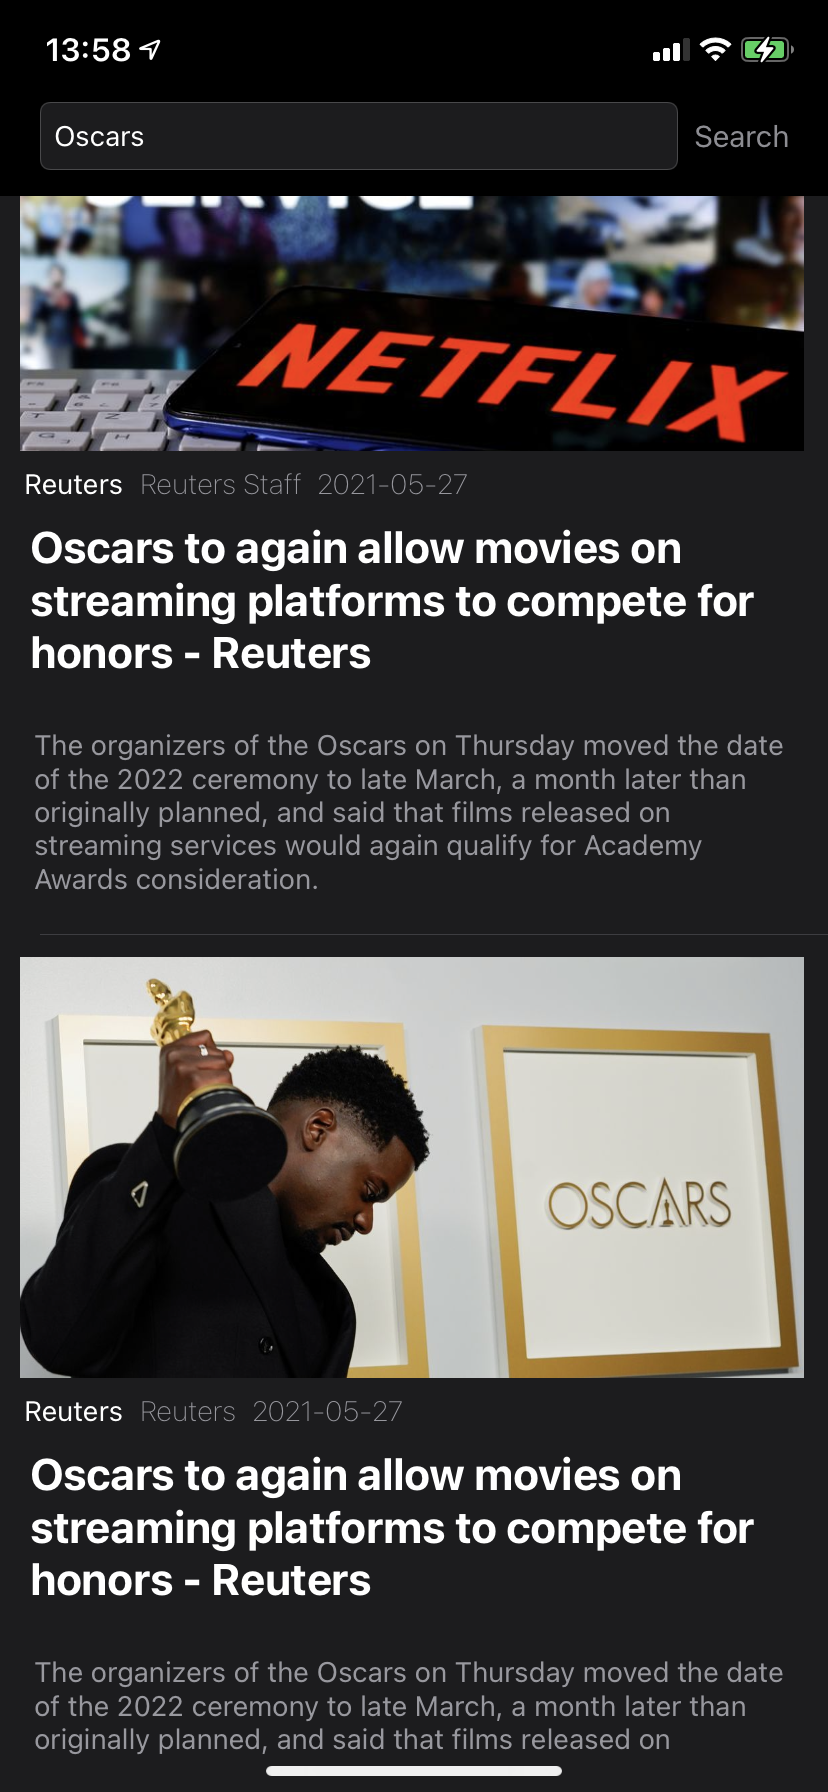 13:58
Oscars
Search
SERVICE
NETFLIX
Reuters Reuters Staff 2021-05-27
Oscars to again allow movies on
streaming platforms to compete for
honors - Reuters
The organizers of the Oscars on Thursday moved the date
of the 2022 ceremony to late March, a month later than
originally planned, and said that films released on
streaming services would again qualify for Academy
Awards consideration.
OSCARS
Reuters Reuters 2021-05-27
Oscars to again allow movies on
streaming platforms to compete for
honors - Reuters
The organizers of the Oscars on Thursday moved the date
of the 2022 ceremony to late March, a month later than
originally planned, and said that films released on